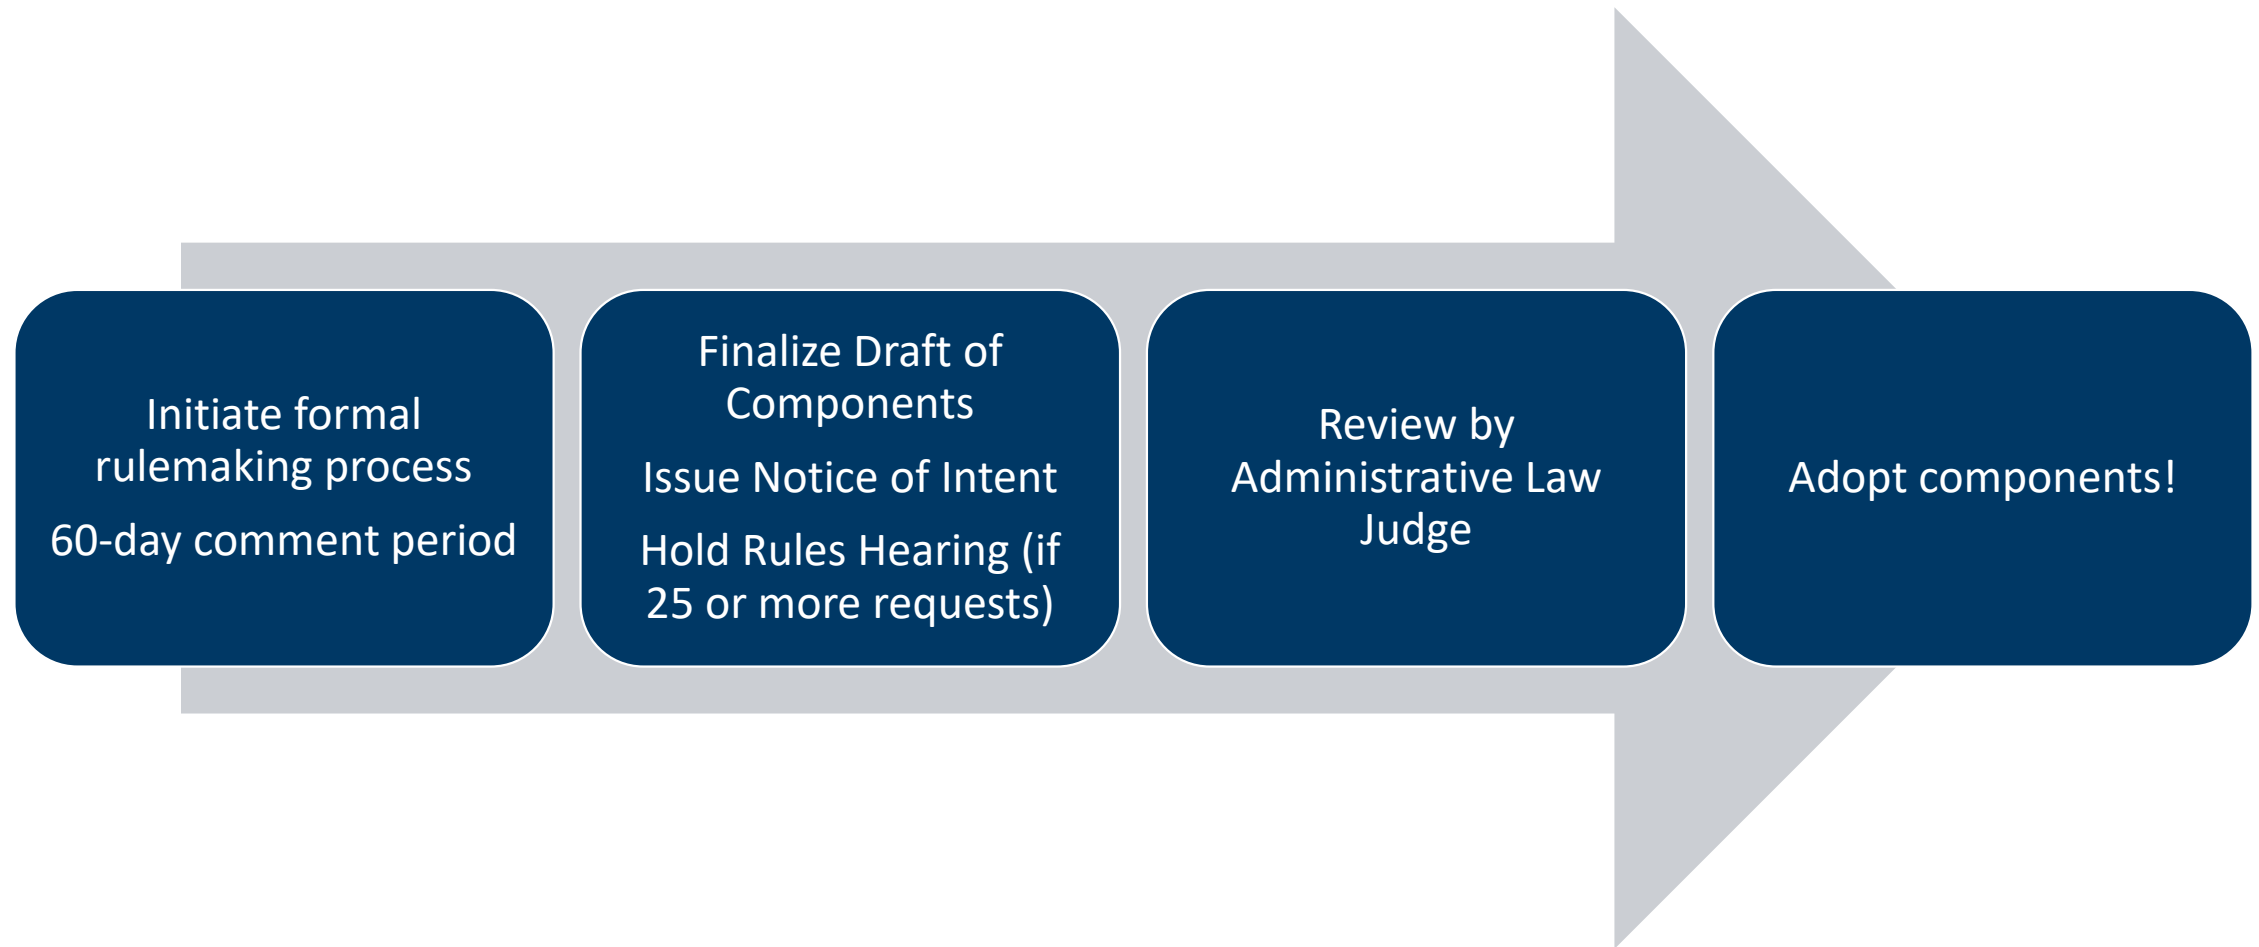 Initiate formal
rulemaking process
60-day comment period
Finalize Draft of
Components
Issue Notice of Intent
Hold Rules Hearing (if
25 or more requests)
Review by
Administrative Law
Judge
Adopt components!